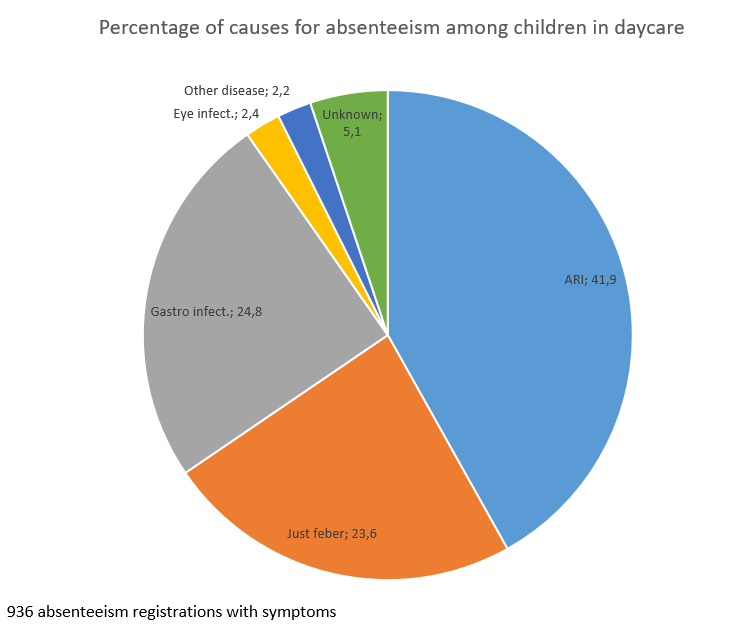 Percentage of causes for absenteeism among children in daycare
Other disease; 2,2
Eye infect.; 2,4
Unknown;
5,1
ARI; 41,9
Gastro infect.; 24,8
Just feber; 23,6
936 absenteeism registrations with symptoms